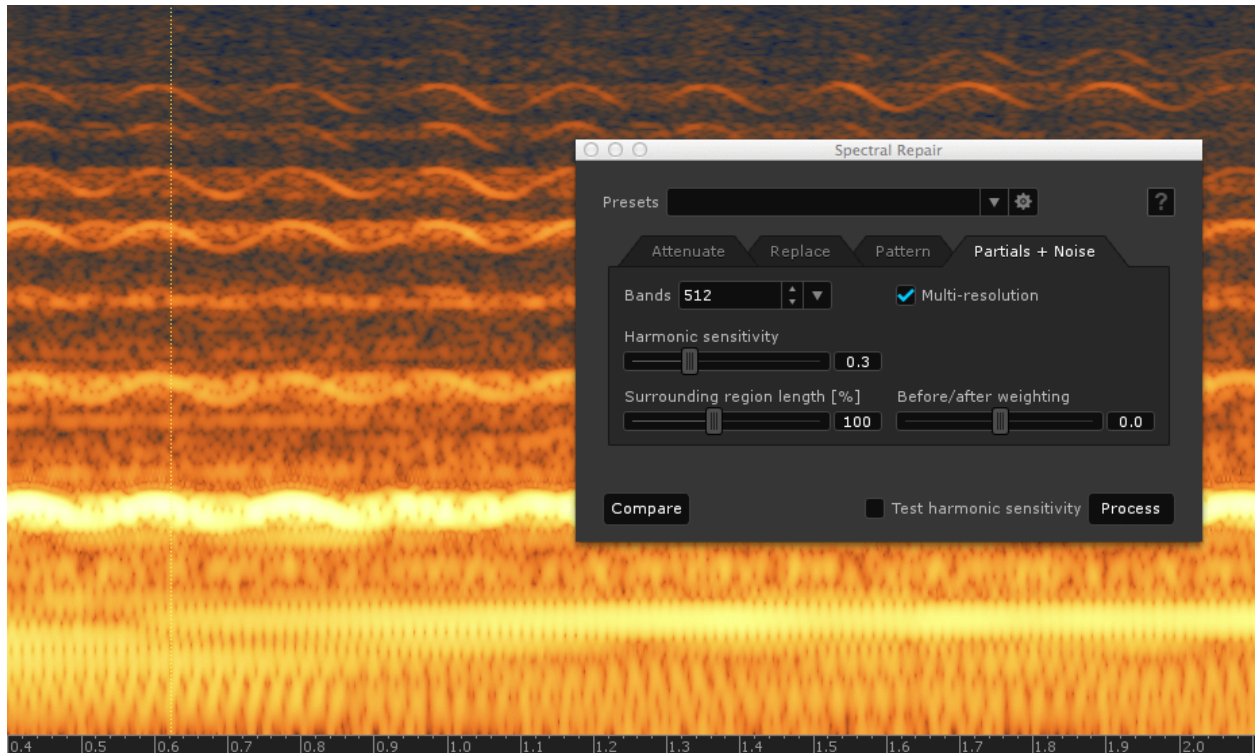 Spectral Repair
Presets
?
Attenuate Replace Pattern Partials + Noise
Bands 512 Multi-resolution
Harmonic sensitivity
0.3
Surrounding region length [%] Before/after weighting
100 0.0
Compare Test harmonic sensitivity Process
0.4 0.5 0.6 0.7 0.8 0.9 1.0 1.1 1.2 1.3 1.4 1.5 1.6 1.7 1.8 1.9 2.0